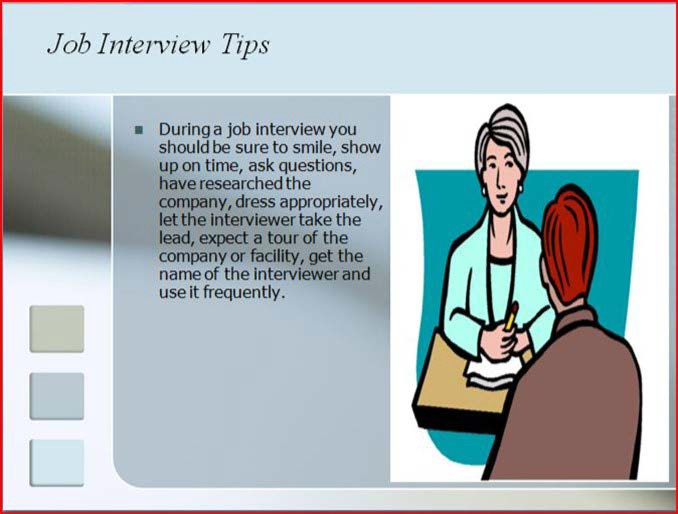 Job Interview Tips
During a job interview you
should be sure to smile, show
up on time, ask questions,
have researched the
company, dress appropriately,
let the interviewer take the
lead, expect a tour of the
company or facility, get the
name of the interviewer and
use it frequently.